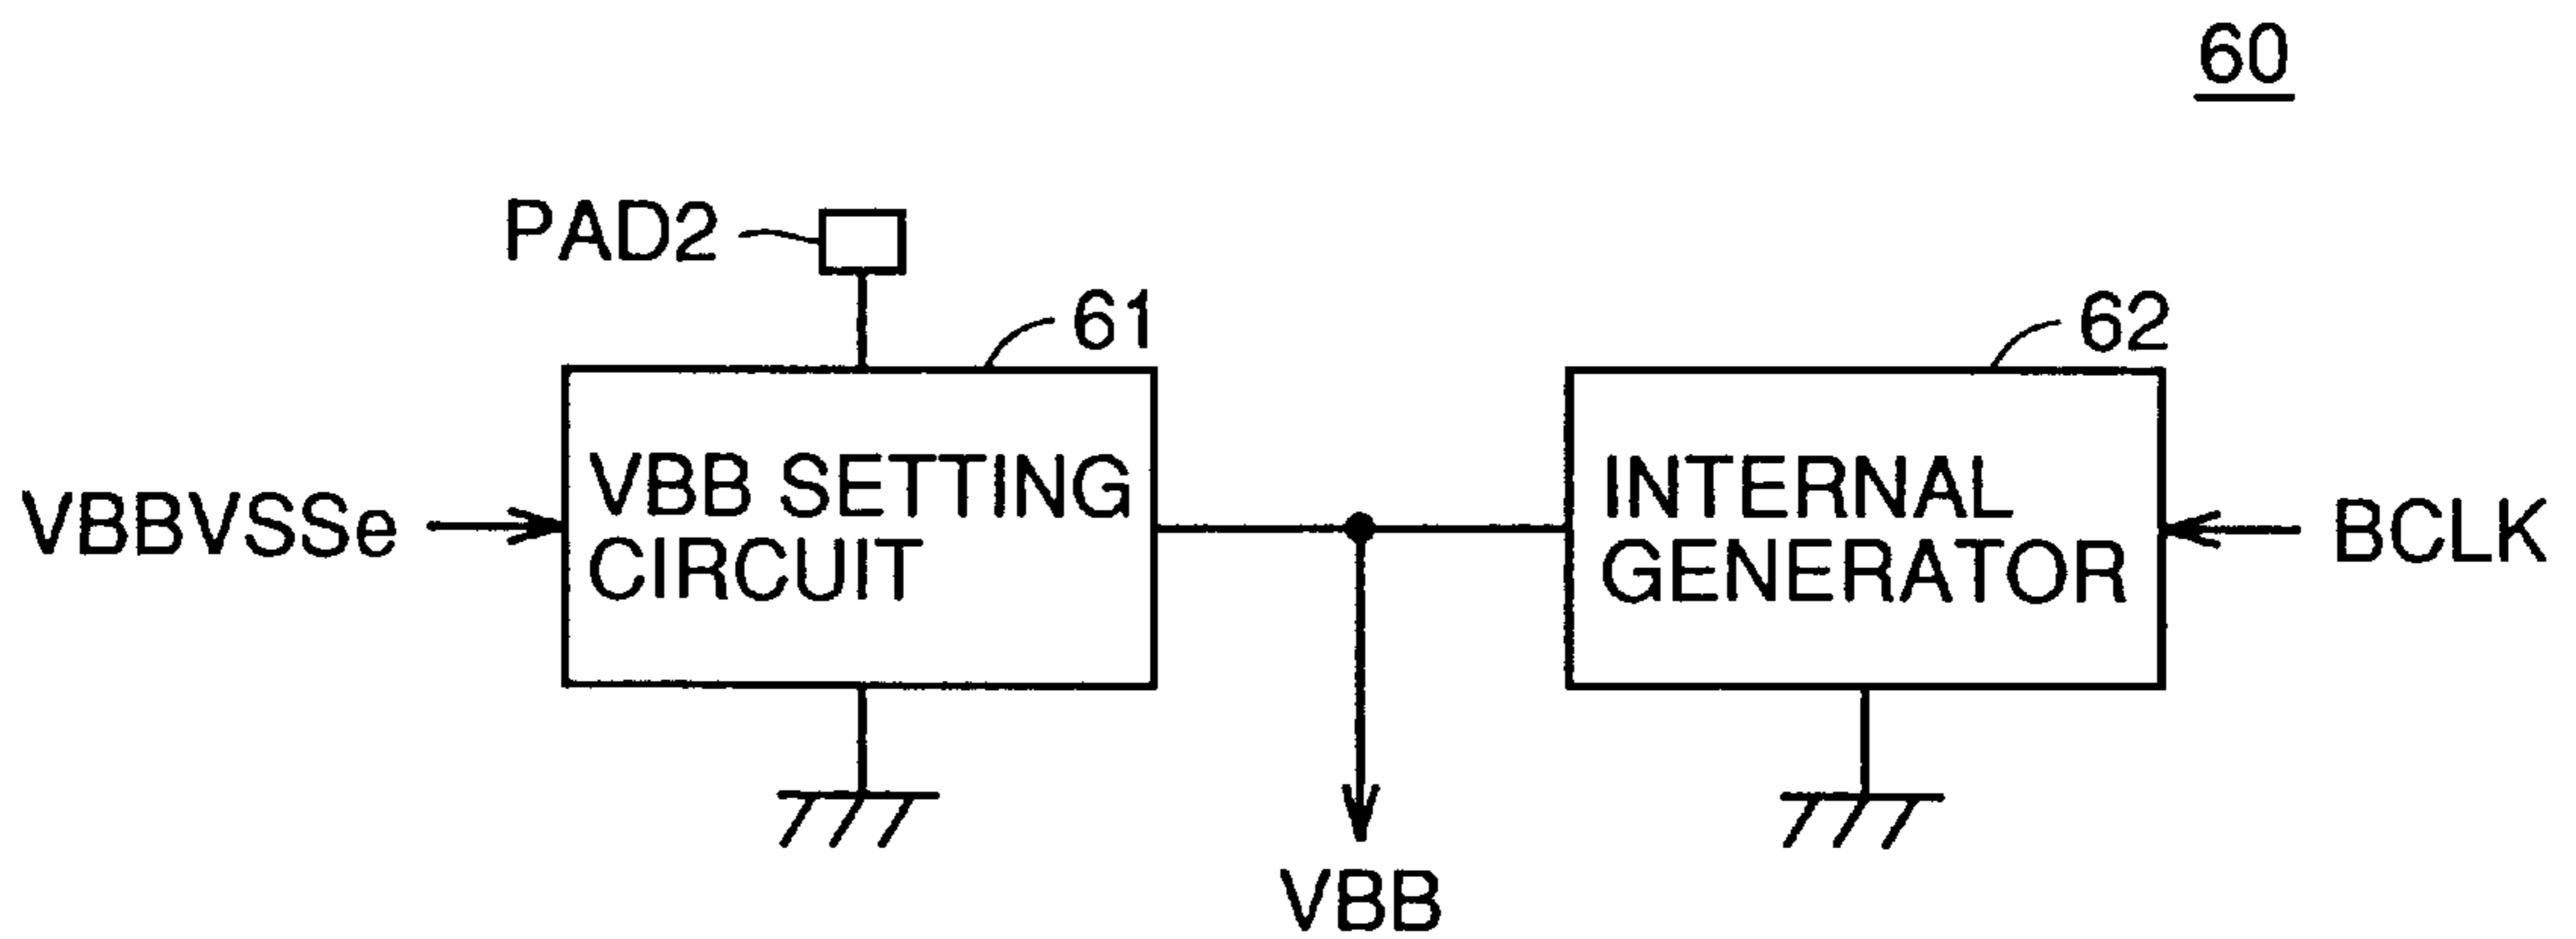 60
PAD2
61
62
VBBVSSe
VBB SETTING
CIRCUIT
INTERNAL
GENERATOR
BCLK
VBB